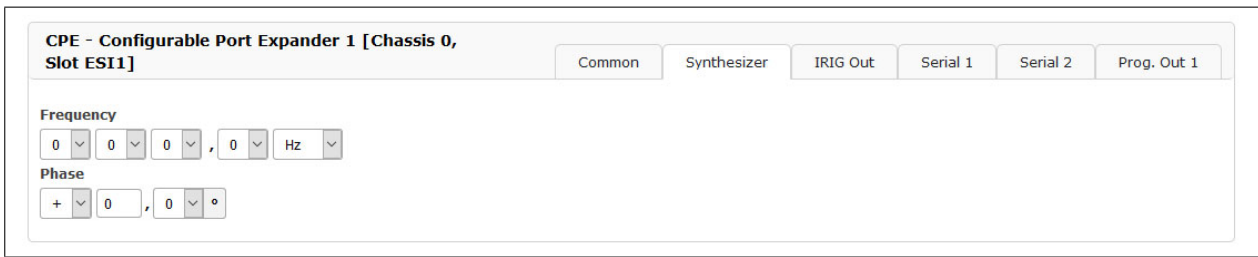 CPE - Configurable Port Expander 1 [Chassis 0,
Slot ESI1]
Common Synthesizer IRIG Out Serial 1 Serial 2 Prog. Out 1
Frequency
0 0 0 , 0 Hz
Phase
+ 0 , 0 °